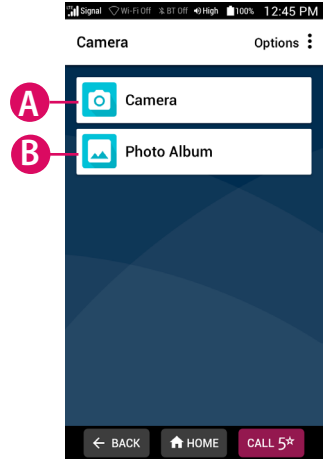 LTE Signal Wi-Fi Off BT Off High 100% 12:45 PM
Camera Options
A Camera
B Photo Album
BACK HOME CALL 5☆